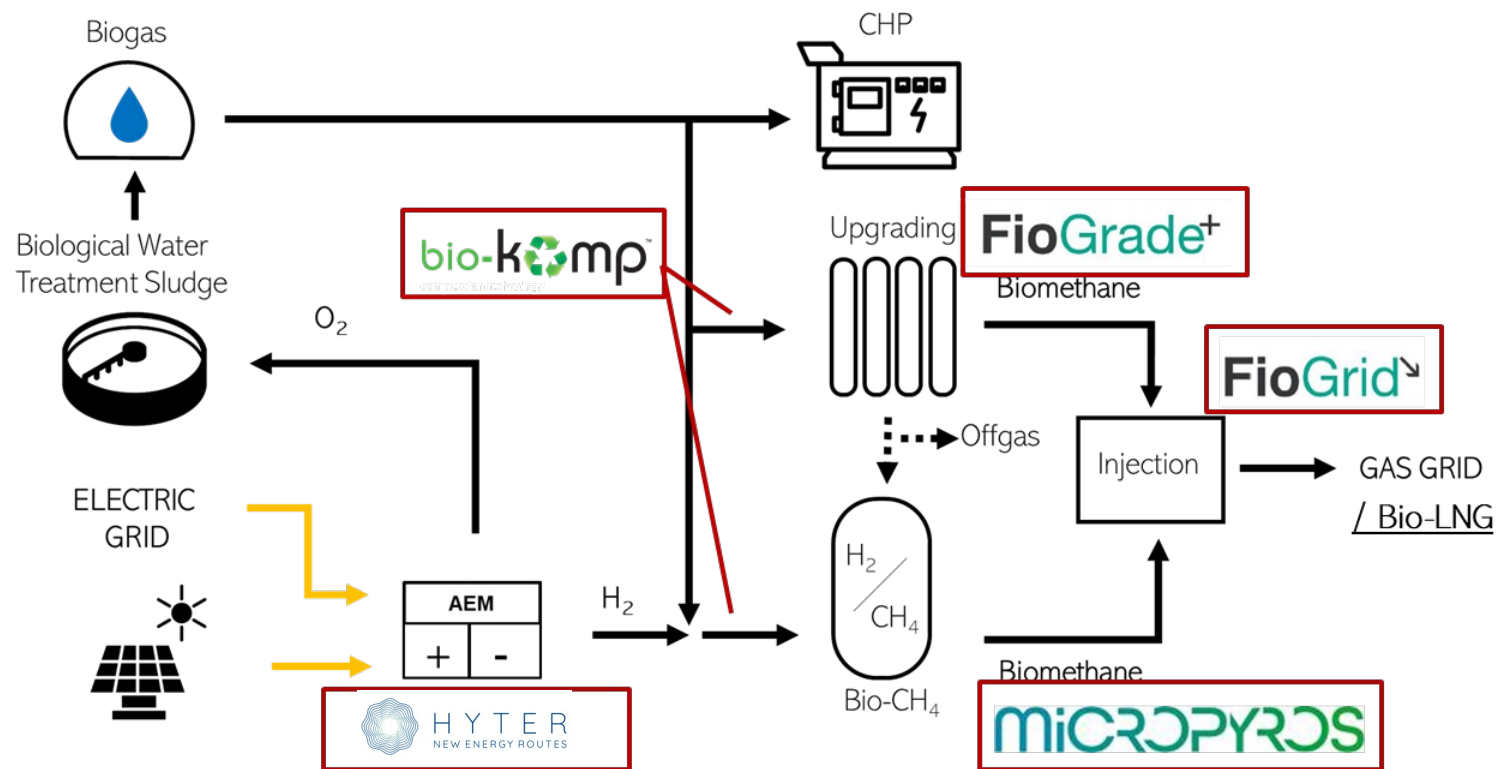 Biogas
CHP
Biological Water
Treatment Sludge
bio-komp™
Upgrading
FioGrade+
Biomethane
O₂
FioGrid↘
Offgas
Injection
GAS GRID
/ Bio-LNG
ELECTRIC
GRID
H₂
CH₄
AEM
+ -
H₂
Biomethane
Bio-CH₄
HYTER
NEW ENERGY ROUTES
MiCROPYROS